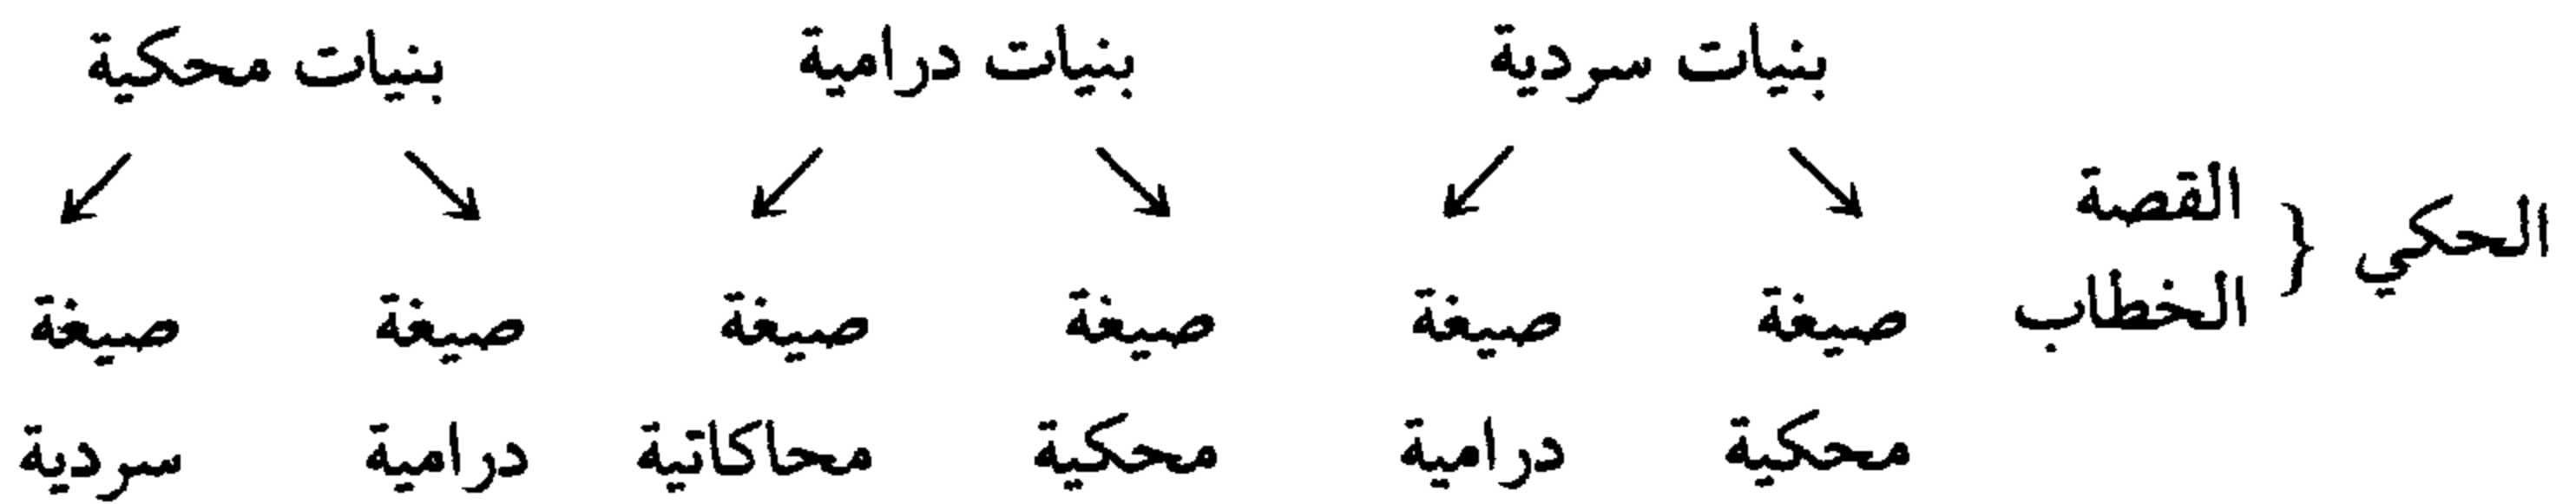 بنيات سردية بنيات درامية بنيات محكية
الحكي { القصة
الخطاب
صيغة صيغة صيغة صيغة صيغة صيغة
محكية درامية محكية محاكاتية درامية سردية